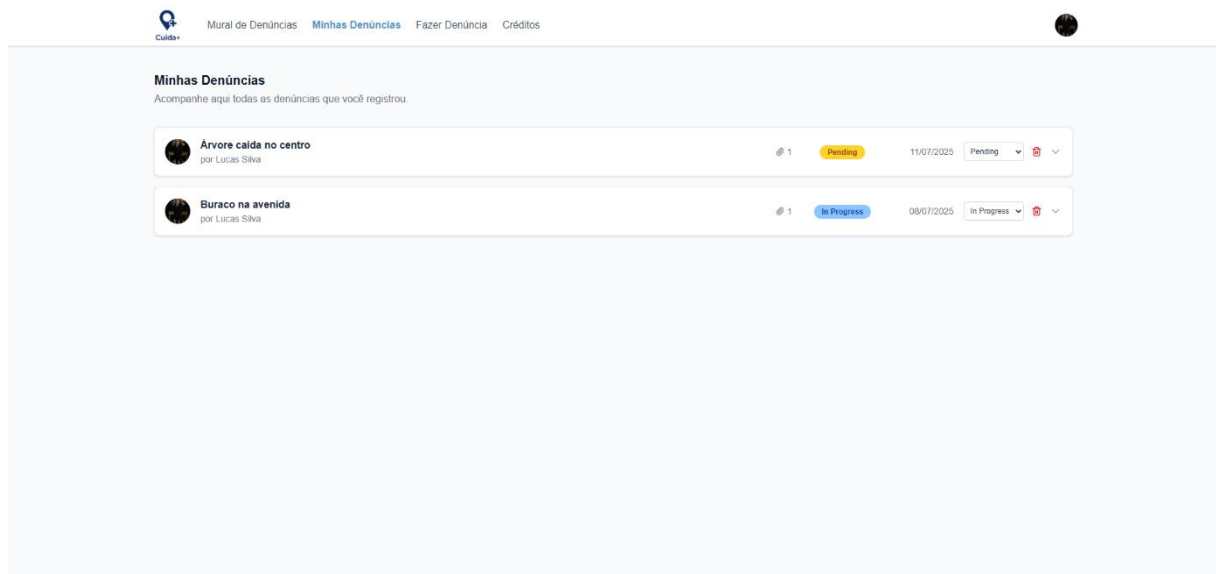 Cuida+
Mural de Denúncias Minhas Denúncias Fazer Denúncia Créditos
Minhas Denúncias
Acompanhe aqui todas as denúncias que você registrou.
Árvore caída no centro
por Lucas Silva
1 Pending 11/07/2025 Pending
Buraco na avenida
por Lucas Silva
1 In Progress 08/07/2025 In Progress